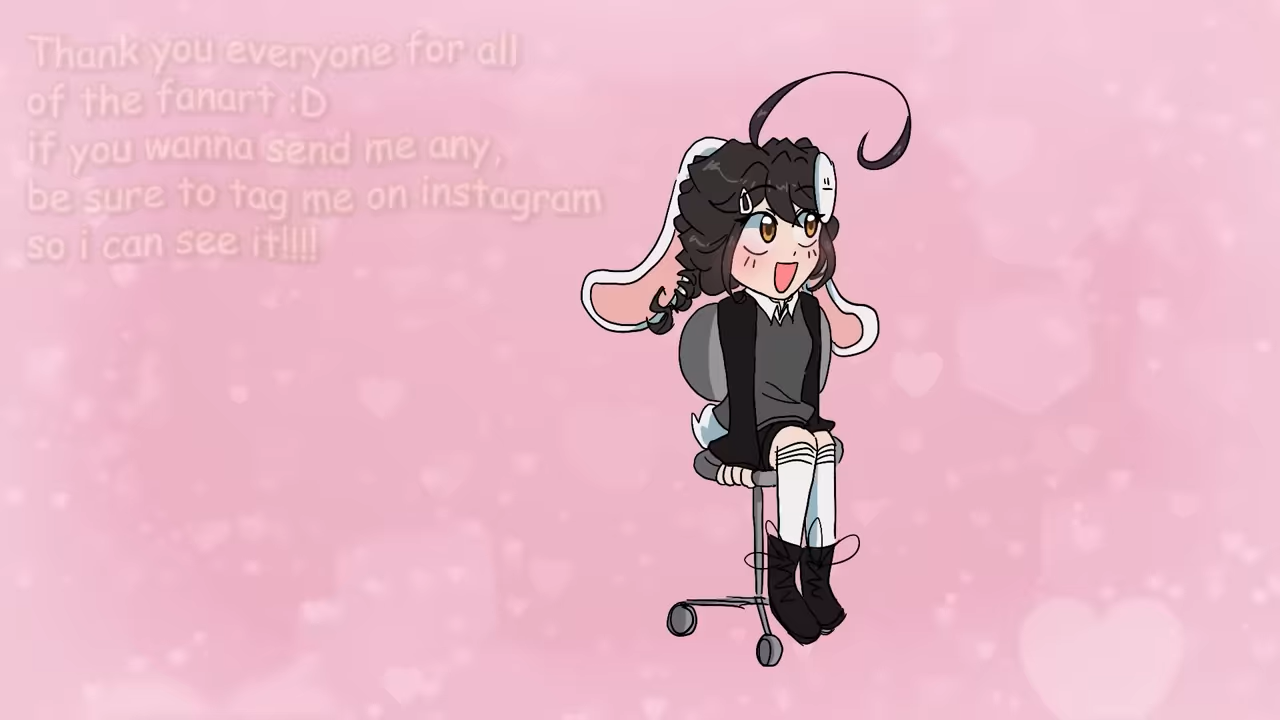 Thank you everyone for all
of the fanart :D
if you wanna send me any,
be sure to tag me on instagram
so i can see it!!!!